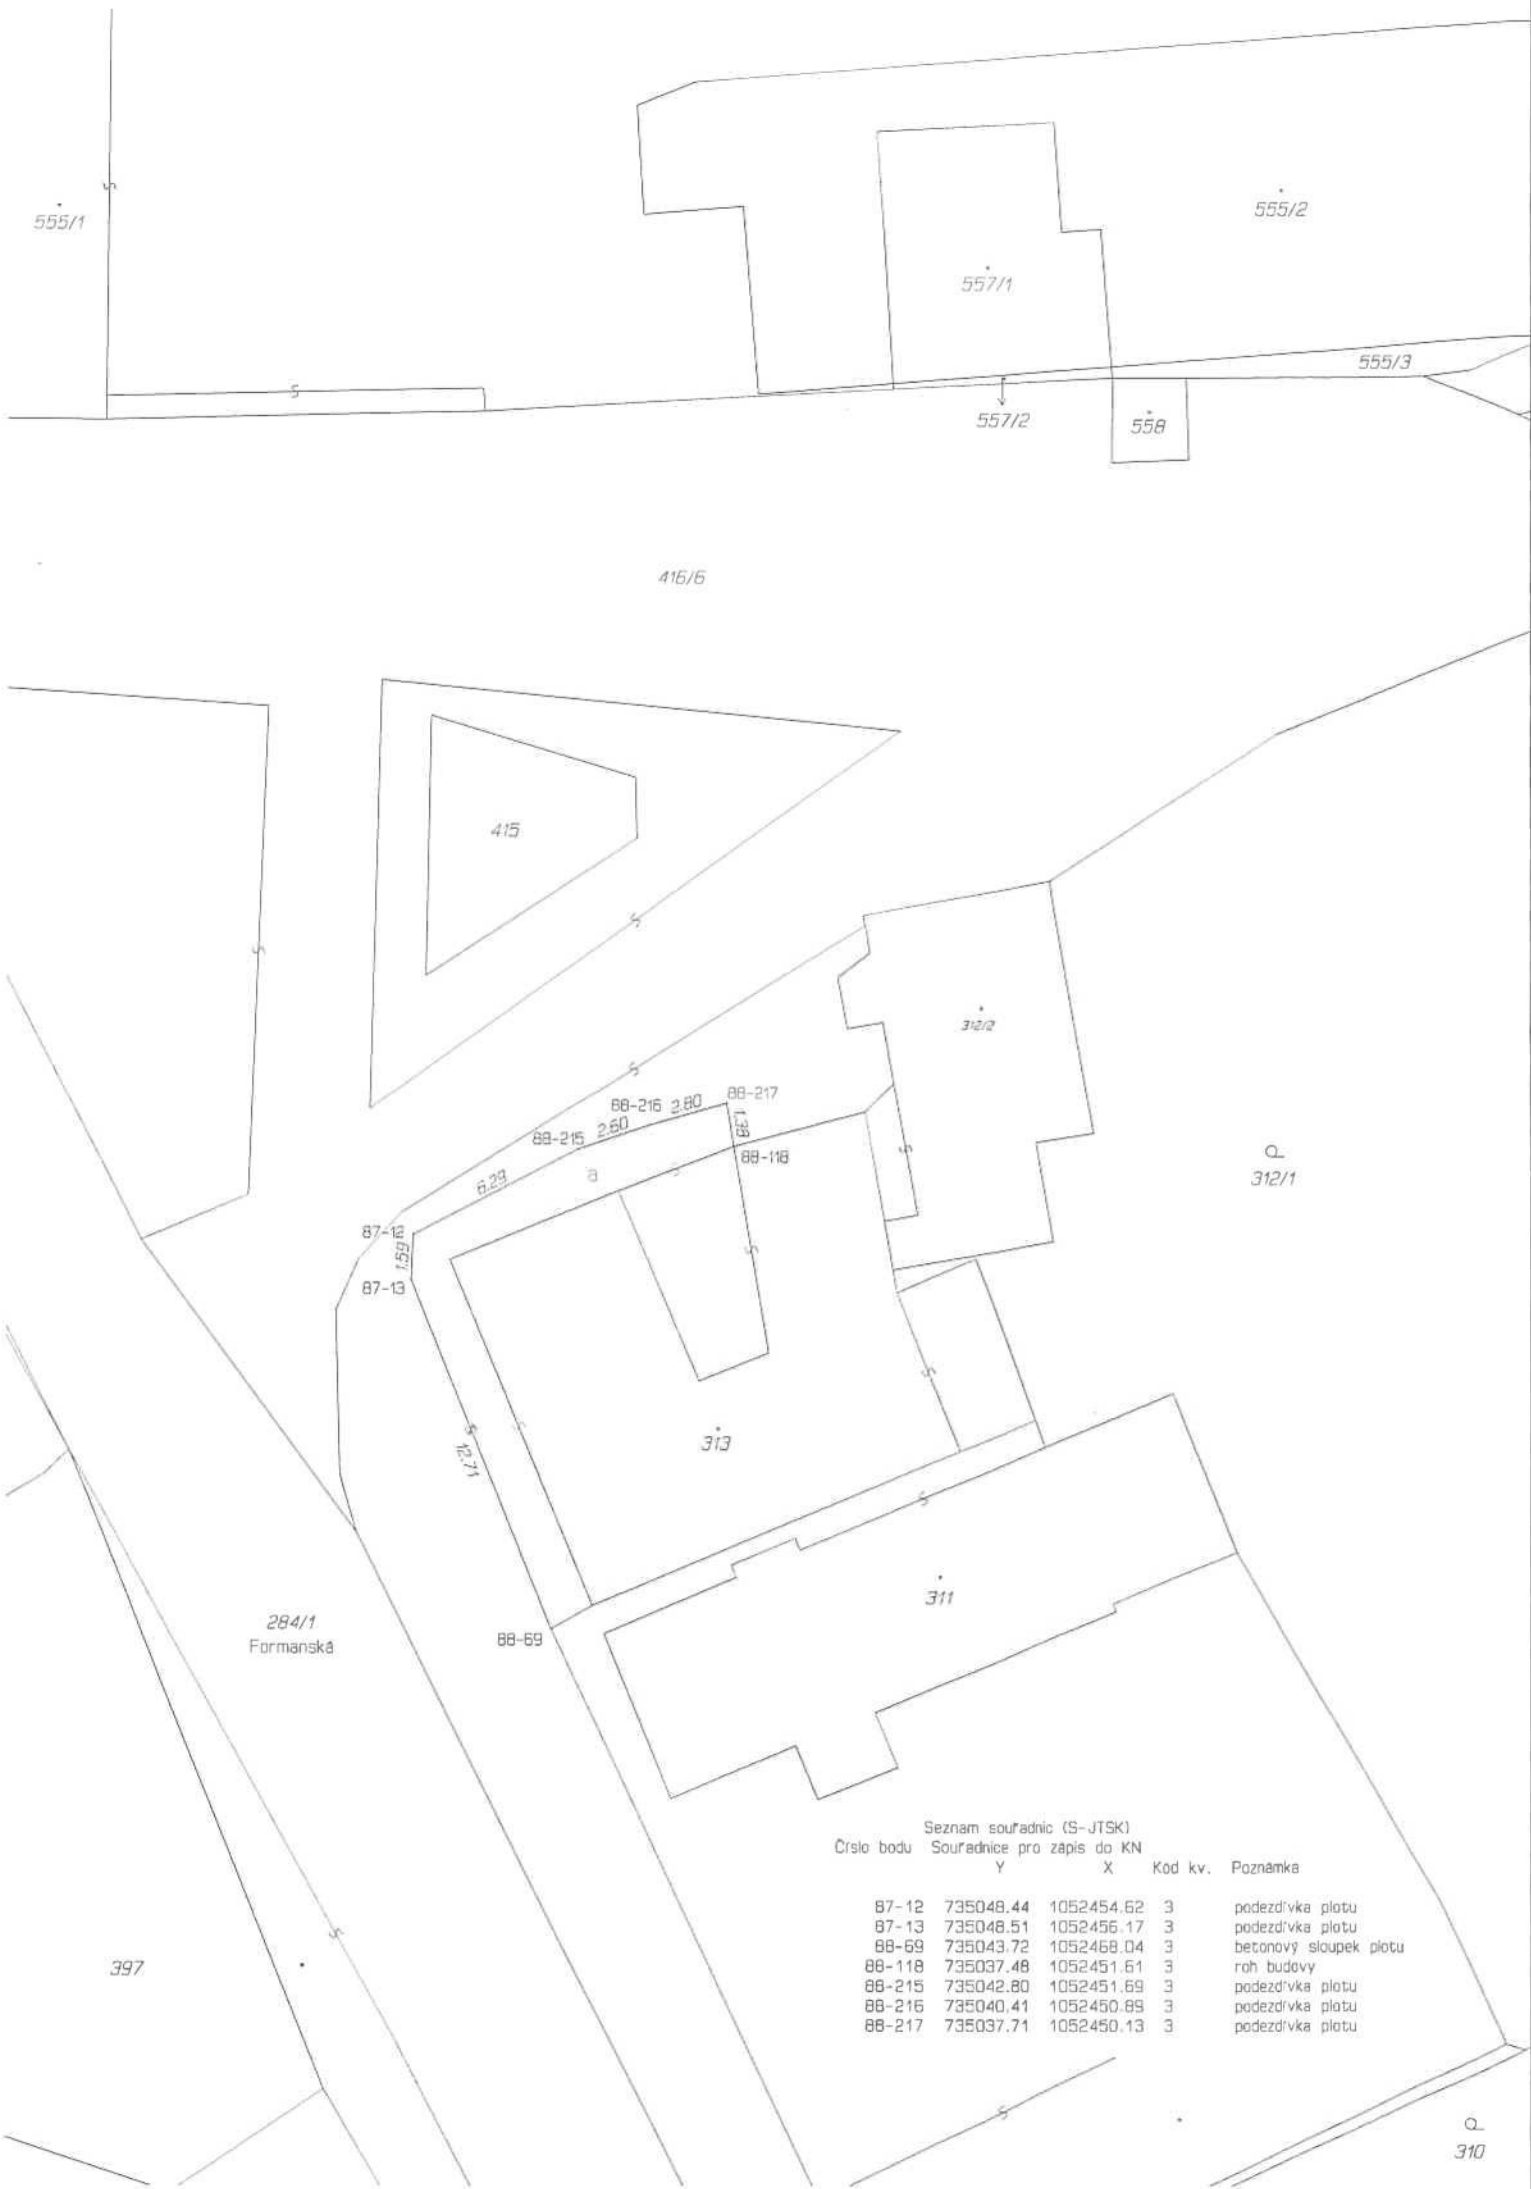 555/1
555/2
557/1
555/3
557/2
558
416/6
415
312/2
88-217
88-216 2.80
88-215 2.60
1.38
88-118
6.29
a
312/1
87-12
1.59
87-13
12.71
313
311
284/1
Formanská
88-69
397
Seznam souřadnic (S-JTSK)
Číslo bodu Souřadnice pro zápis do KN
Y X Kód kv. Poznámka
87-12 735048.44 1052454.62 3 podezdívka plotu
87-13 735048.51 1052456.17 3 podezdívka plotu
88-69 735043.72 1052468.04 3 betonový sloupek plotu
88-118 735037.48 1052451.61 3 roh budovy
88-215 735042.80 1052451.69 3 podezdívka plotu
88-216 735040.41 1052450.89 3 podezdívka plotu
88-217 735037.71 1052450.13 3 podezdívka plotu
310